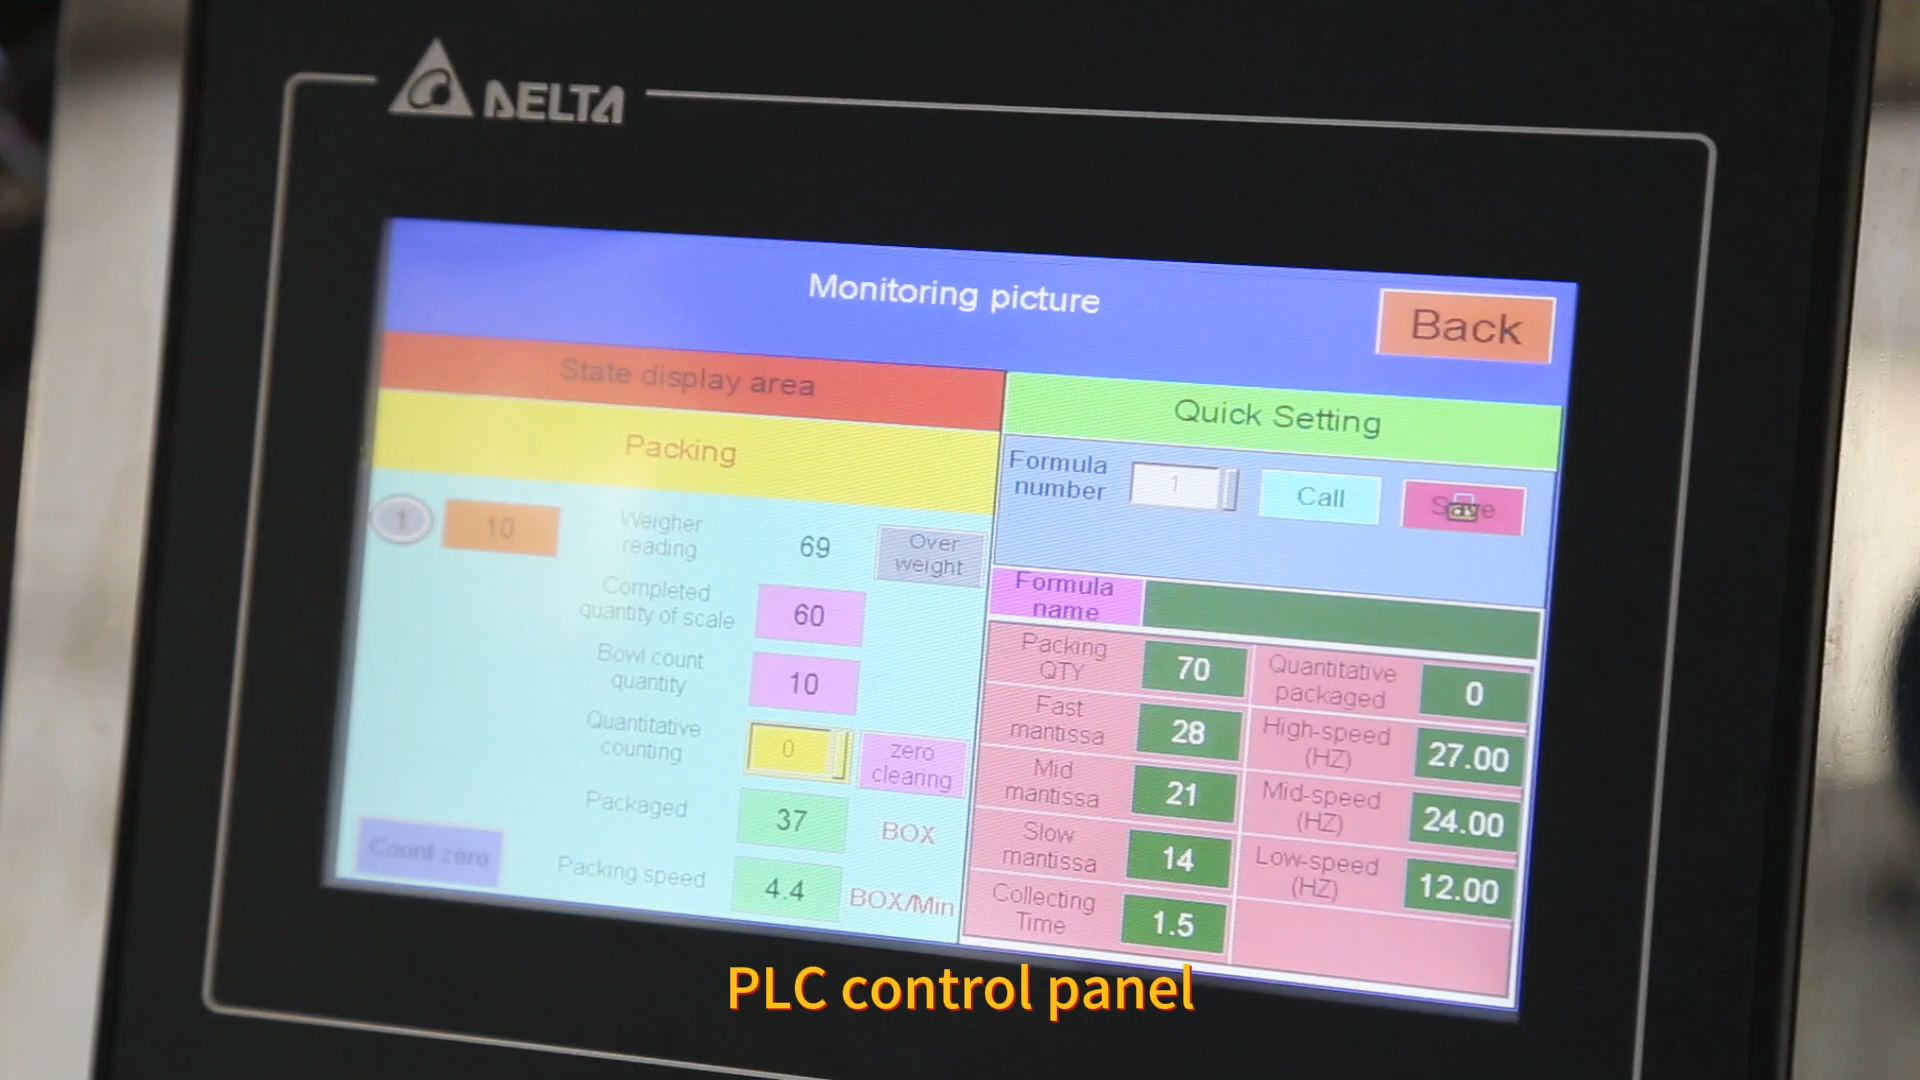 DELTA
Monitoring picture
Back
State display area
Packing
1
10
Weigher
reading
69
Over
weight
Completed
quantity of scale
60
Bowl count
quantity
10
Quantitative
counting
0
zero
clearing
Packaged
37
BOX
Count zero
Packing speed
4.4
BOX/Min
Quick Setting
Formula
number
1
Call
Save
Formula
name
Packing
QTY
70
Quantitative
packaged
0
Fast
mantissa
28
High-speed
(HZ)
27.00
Mid
mantissa
21
Mid-speed
(HZ)
24.00
Slow
mantissa
14
Low-speed
(HZ)
12.00
Collecting
Time
1.5
PLC control panel